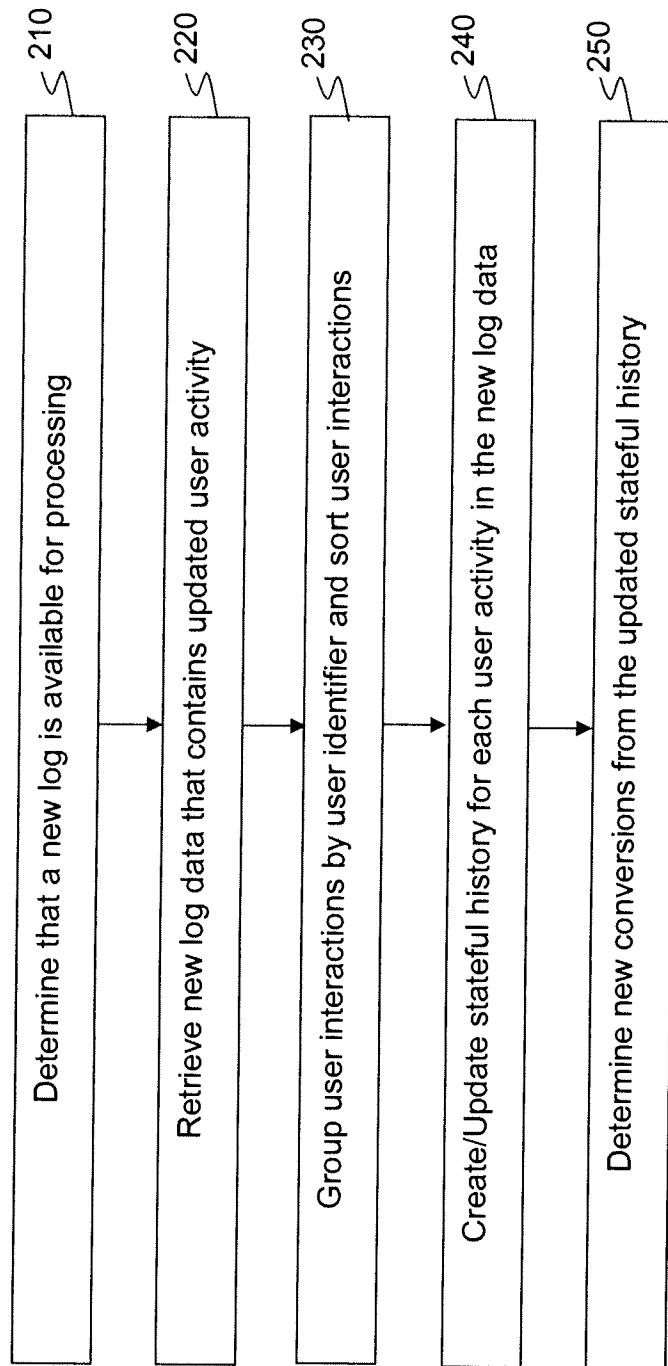 Determine that a new log is available for processing
210
Retrieve new log data that contains updated user activity
220
Group user interactions by user identifier and sort user interactions
230
Create/Update stateful history for each user activity in the new log data
240
Determine new conversions from the updated stateful history
250